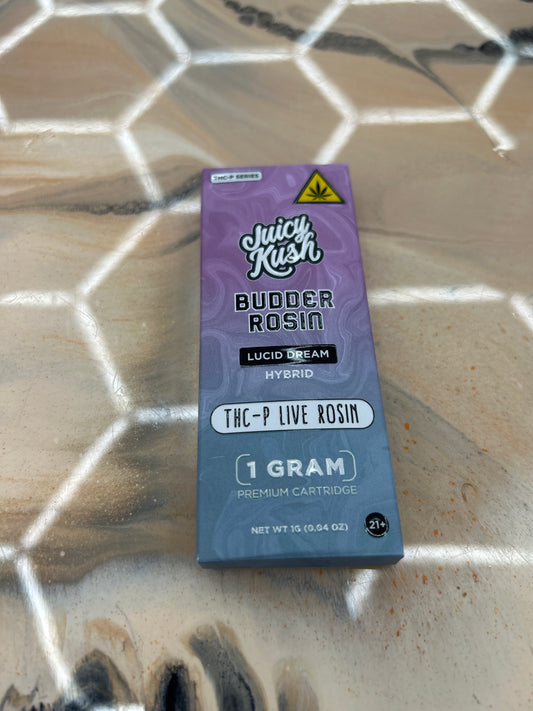 THC-P SERIES
Juicy
Kush
BUDDER
ROSIN
LUCID DREAM
HYBRID
THC-P LIVE ROSIN
1 GRAM
PREMIUM CARTRIDGE
NET WT 1G (0.04 OZ)
21+